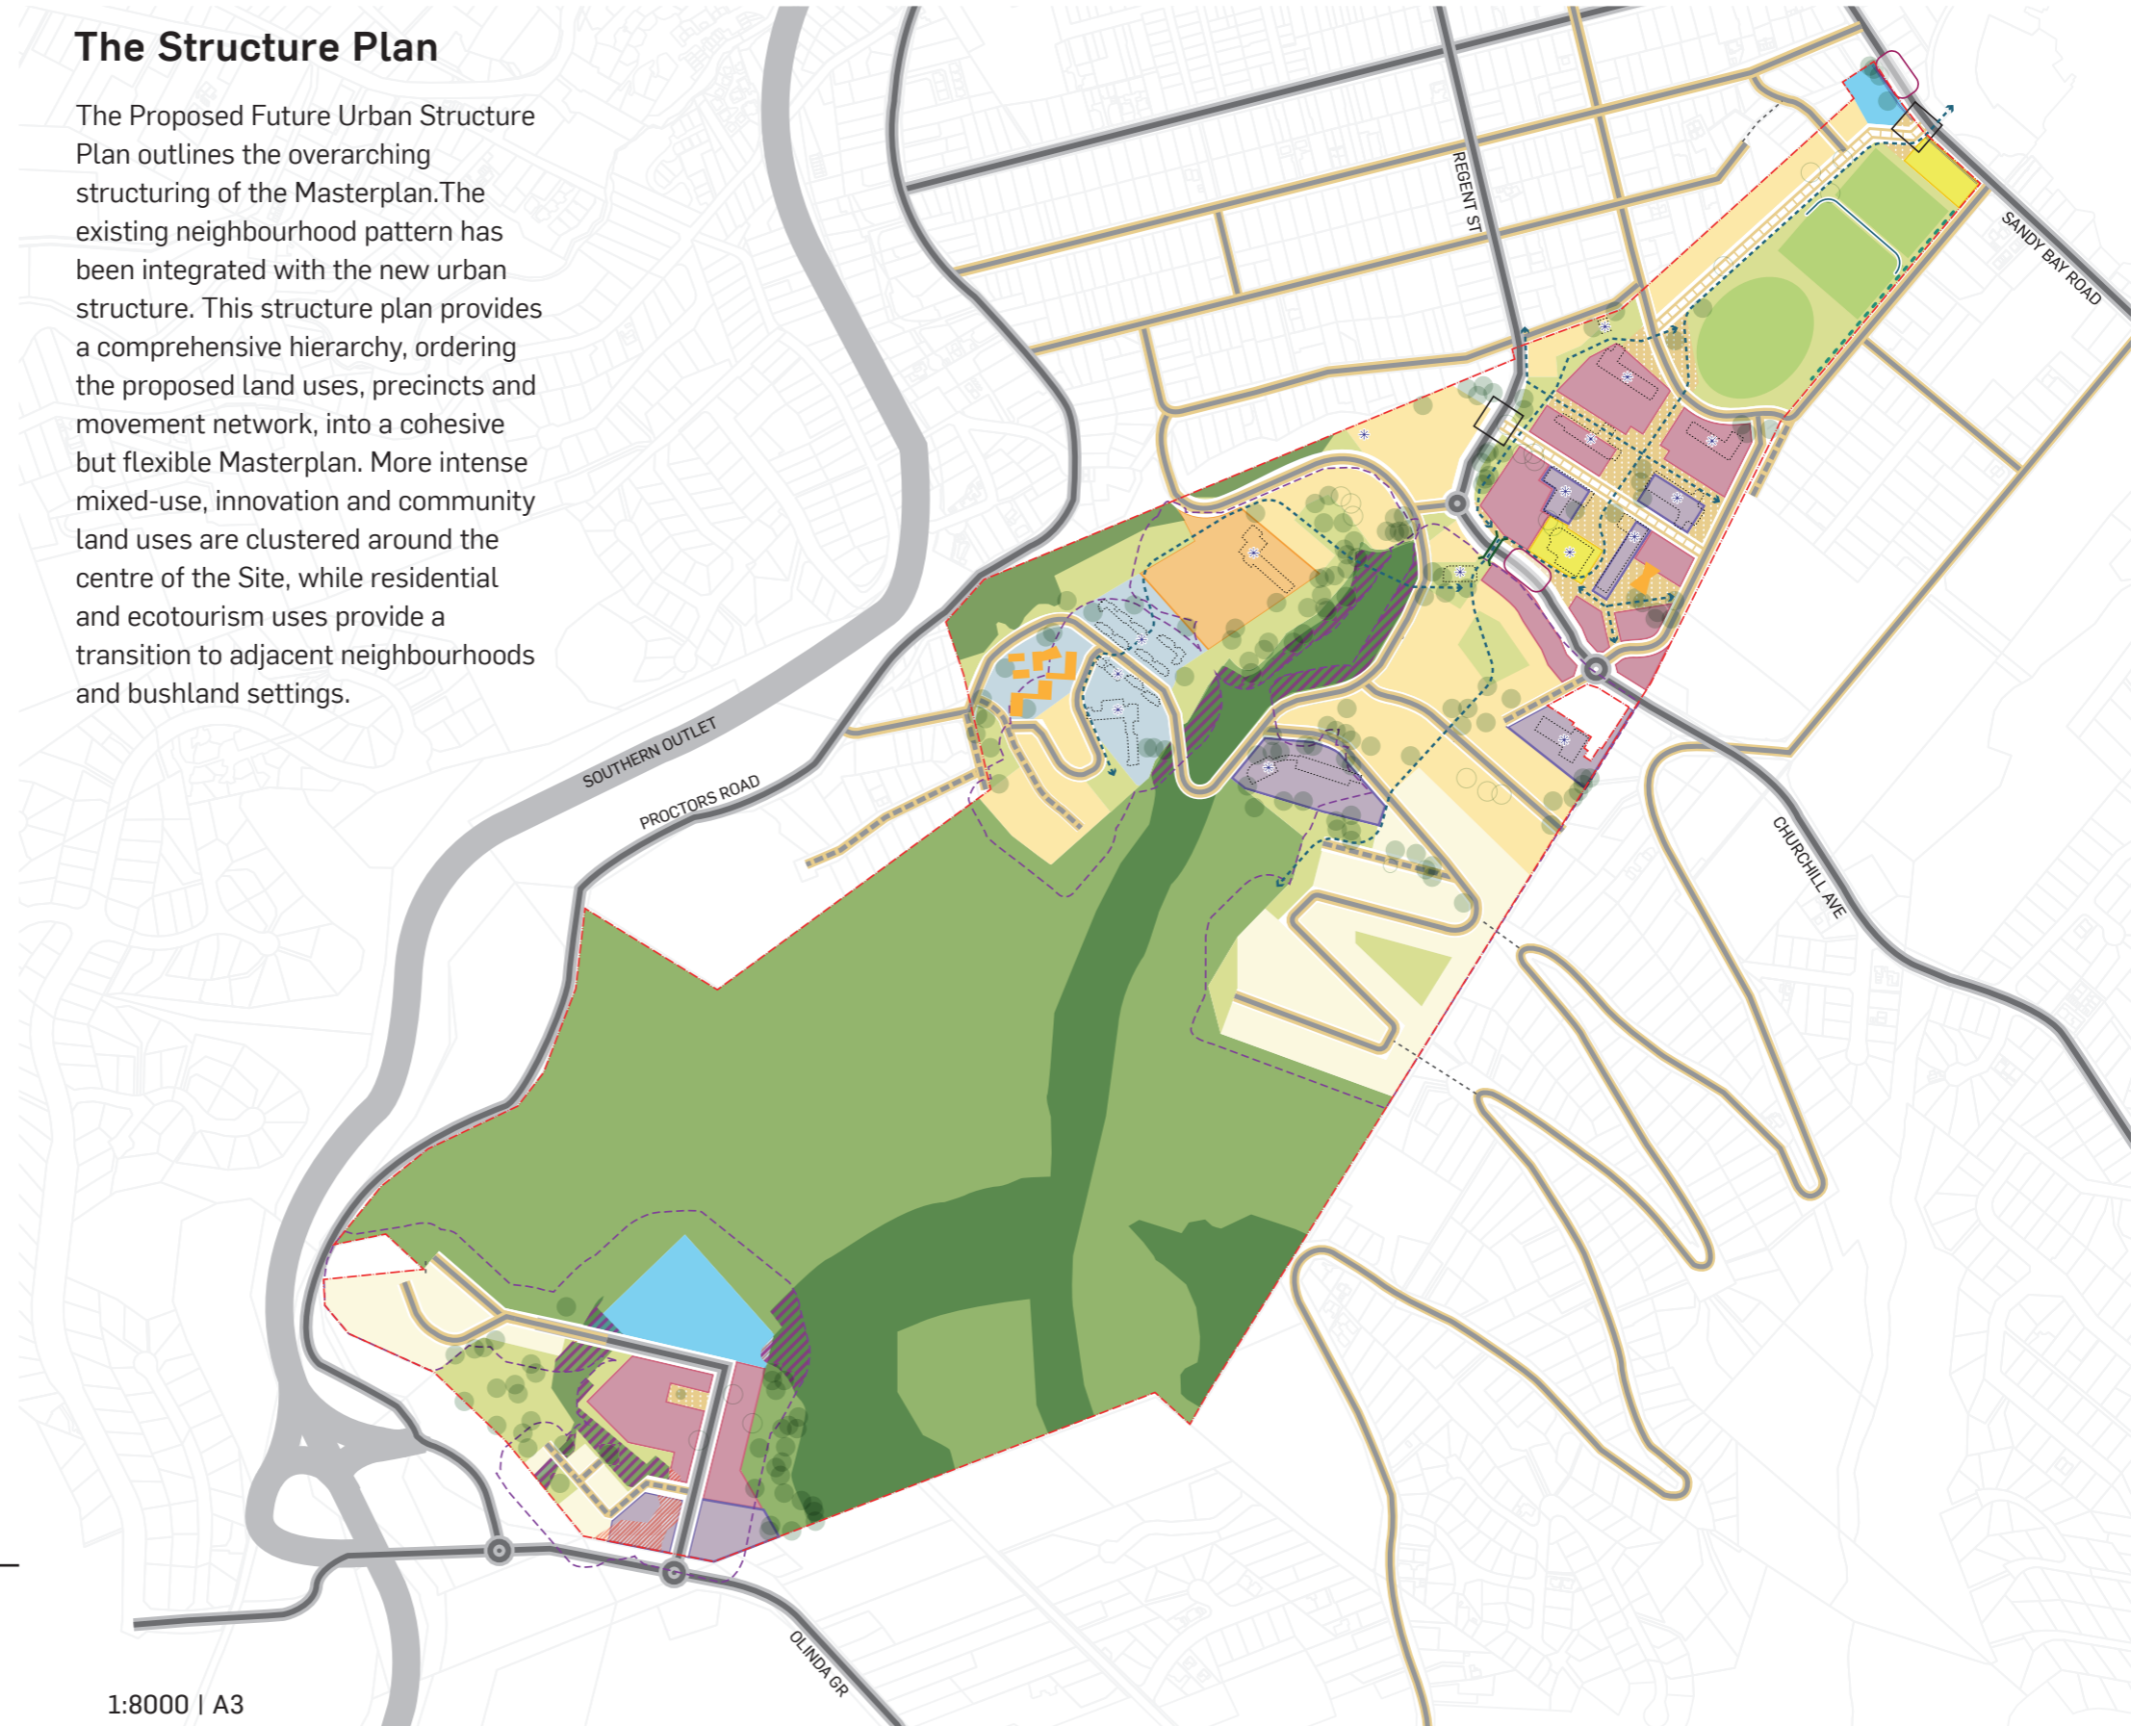 The Structure Plan
The Proposed Future Urban Structure
Plan outlines the overarching
structuring of the Masterplan.The
existing neighbourhood pattern has
been integrated with the new urban
structure. This structure plan provides
a comprehensive hierarchy, ordering
the proposed land uses, precincts and
movement network, into a cohesive
but flexible Masterplan. More intense
mixed-use, innovation and community
land uses are clustered around the
centre of the Site, while residential
and ecotourism uses provide a
transition to adjacent neighbourhoods
and bushland settings.
REGENT ST
SANDY BAY ROAD
SOUTHERN OUTLET
PROCTORS ROAD
CHURCHILL AVE
OLINDA GR
1:8000 | A3